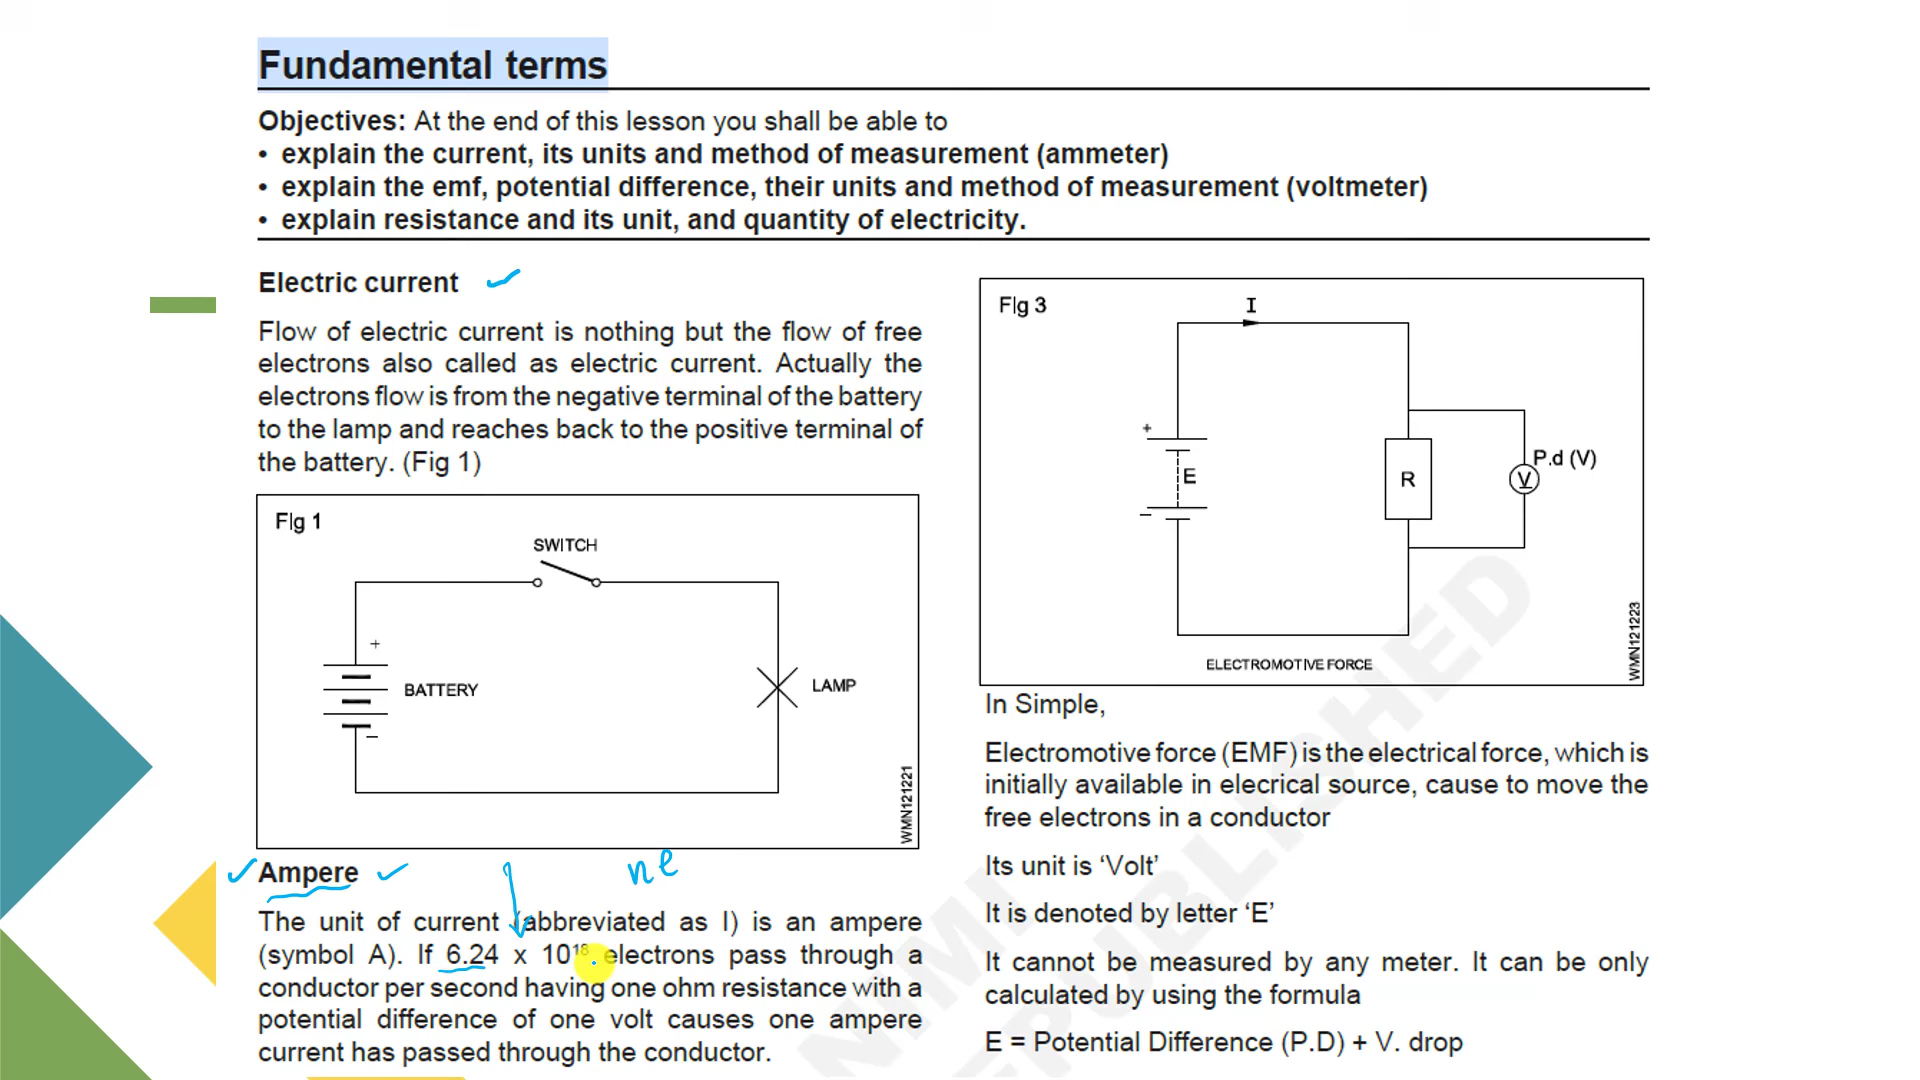 Fundamental terms
Objectives: At the end of this lesson you shall be able to
• explain the current, its units and method of measurement (ammeter)
• explain the emf, potential difference, their units and method of measurement (voltmeter)
• explain resistance and its unit, and quantity of electricity.
Electric current
Flow of electric current is nothing but the flow of free
electrons also called as electric current. Actually the
electrons flow is from the negative terminal of the battery
to the lamp and reaches back to the positive terminal of
the battery. (Fig 1)
Fig 1
SWITCH
+
BATTERY
LAMP
−
WMN121221
ne
Ampere
The unit of current (abbreviated as I) is an ampere
(symbol A). If 6.24 x 10¹⁸ electrons pass through a
conductor per second having one ohm resistance with a
potential difference of one volt causes one ampere
current has passed through the conductor.
Fig 3
I
+
E
−
R
P.d (V)
V
WMN121223
ELECTROMOTIVE FORCE
In Simple,
Electromotive force (EMF) is the electrical force, which is
initially available in elecrical source, cause to move the
free electrons in a conductor
Its unit is ‘Volt’
It is denoted by letter ‘E’
It cannot be measured by any meter. It can be only
calculated by using the formula
E = Potential Difference (P.D) + V. drop
NIMI
REPUBLISHED